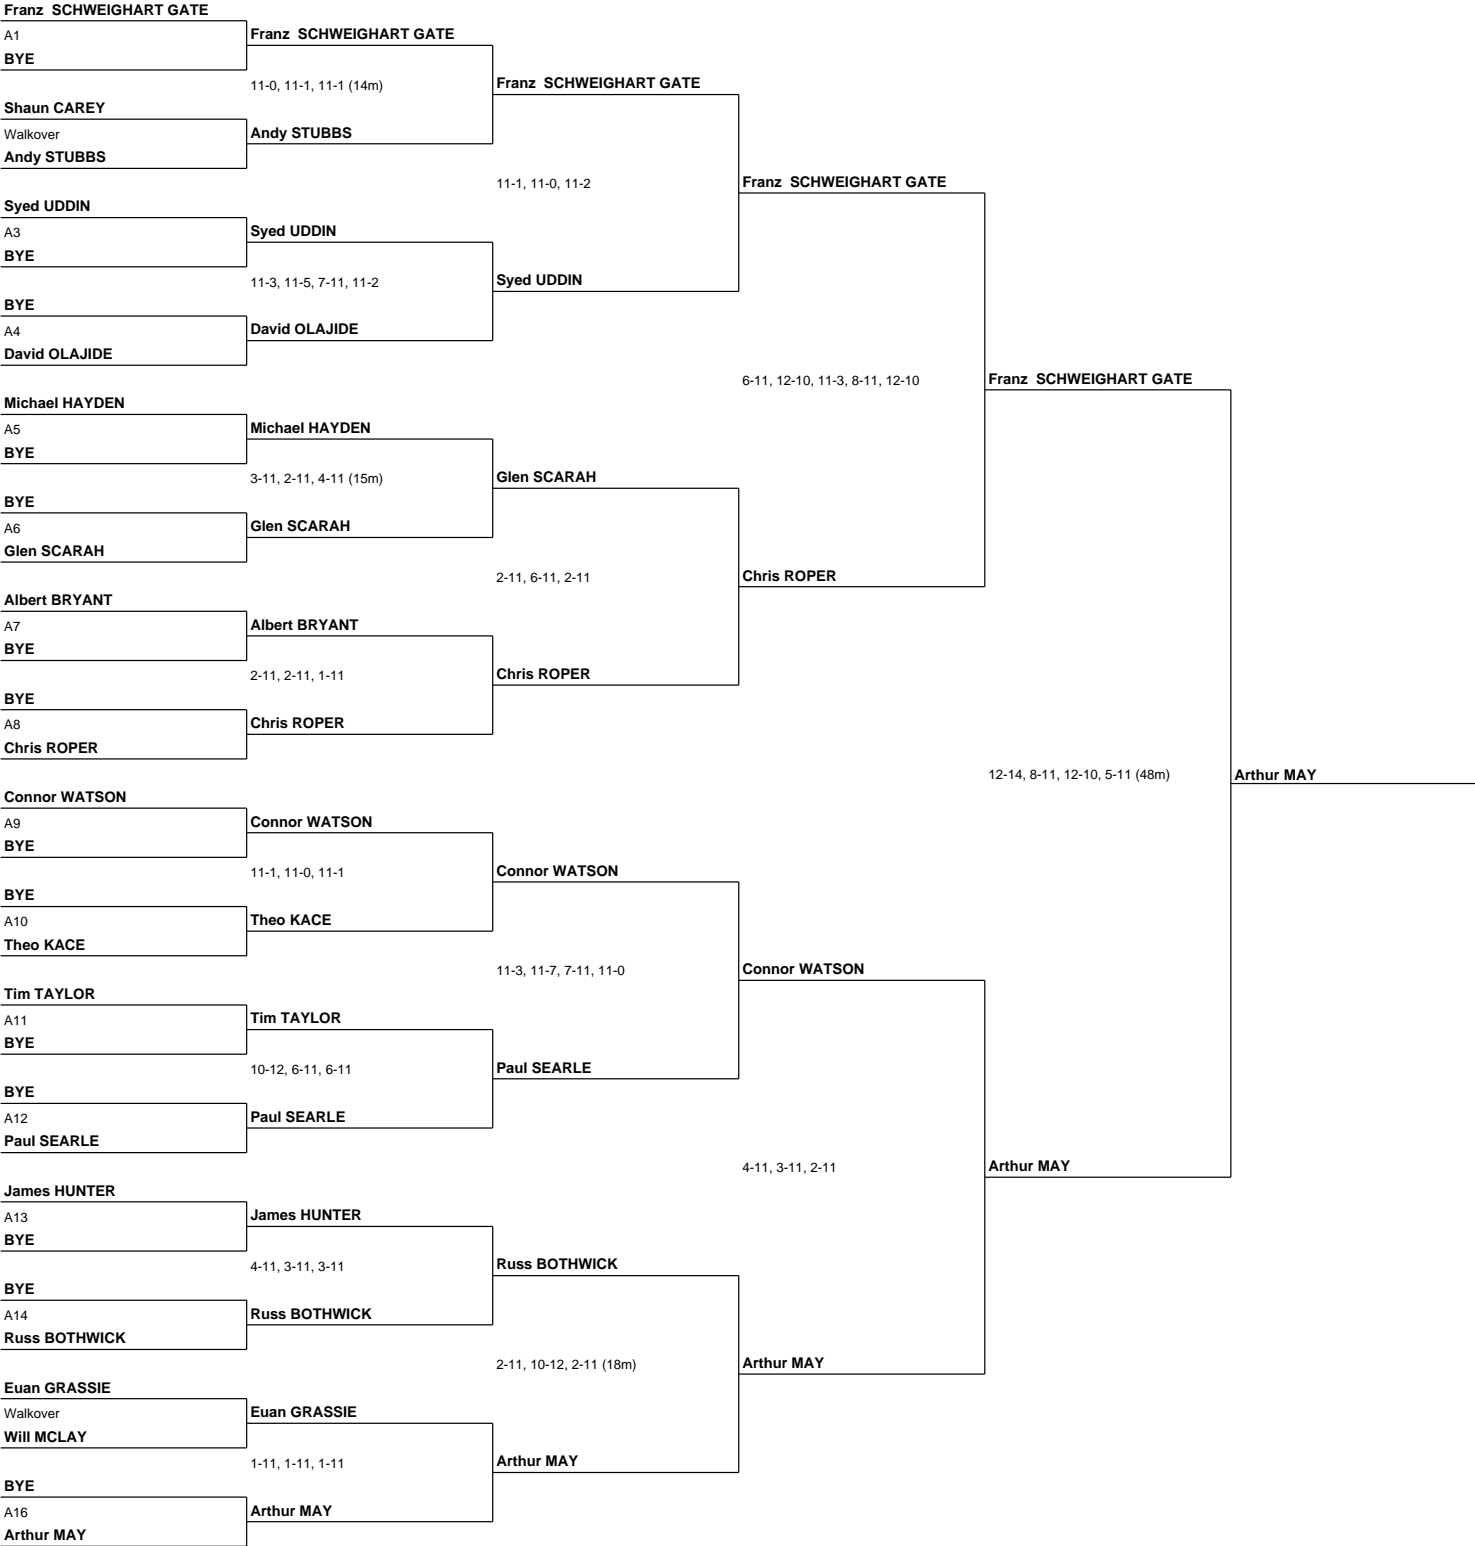 Franz  SCHWEIGHART GATE
A1
BYE
Shaun CAREY
Walkover
Andy STUBBS
Syed UDDIN
A3
BYE
BYE
A4
David OLAJIDE
Michael HAYDEN
A5
BYE
BYE
A6
Glen SCARAH
Albert BRYANT
A7
BYE
BYE
A8
Chris ROPER
Connor WATSON
A9
BYE
BYE
A10
Theo KACE
Tim TAYLOR
A11
BYE
BYE
A12
Paul SEARLE
James HUNTER
A13
BYE
BYE
A14
Russ BOTHWICK
Euan GRASSIE
Walkover
Will MCLAY
BYE
A16
Arthur MAY
Franz  SCHWEIGHART GATE
11-0, 11-1, 11-1 (14m)
Andy STUBBS
Syed UDDIN
11-3, 11-5, 7-11, 11-2
David OLAJIDE
Michael HAYDEN
3-11, 2-11, 4-11 (15m)
Glen SCARAH
Albert BRYANT
2-11, 2-11, 1-11
Chris ROPER
Connor WATSON
11-1, 11-0, 11-1
Theo KACE
Tim TAYLOR
10-12, 6-11, 6-11
Paul SEARLE
James HUNTER
4-11, 3-11, 3-11
Russ BOTHWICK
Euan GRASSIE
1-11, 1-11, 1-11
Arthur MAY
Franz  SCHWEIGHART GATE
11-1, 11-0, 11-2
Syed UDDIN
Glen SCARAH
2-11, 6-11, 2-11
Chris ROPER
Connor WATSON
11-3, 11-7, 7-11, 11-0
Paul SEARLE
Russ BOTHWICK
2-11, 10-12, 2-11 (18m)
Arthur MAY
Franz  SCHWEIGHART GATE
6-11, 12-10, 11-3, 8-11, 12-10
Chris ROPER
Connor WATSON
4-11, 3-11, 2-11
Arthur MAY
Franz  SCHWEIGHART GATE
12-14, 8-11, 12-10, 5-11 (48m)
Arthur MAY
Arthur MAY